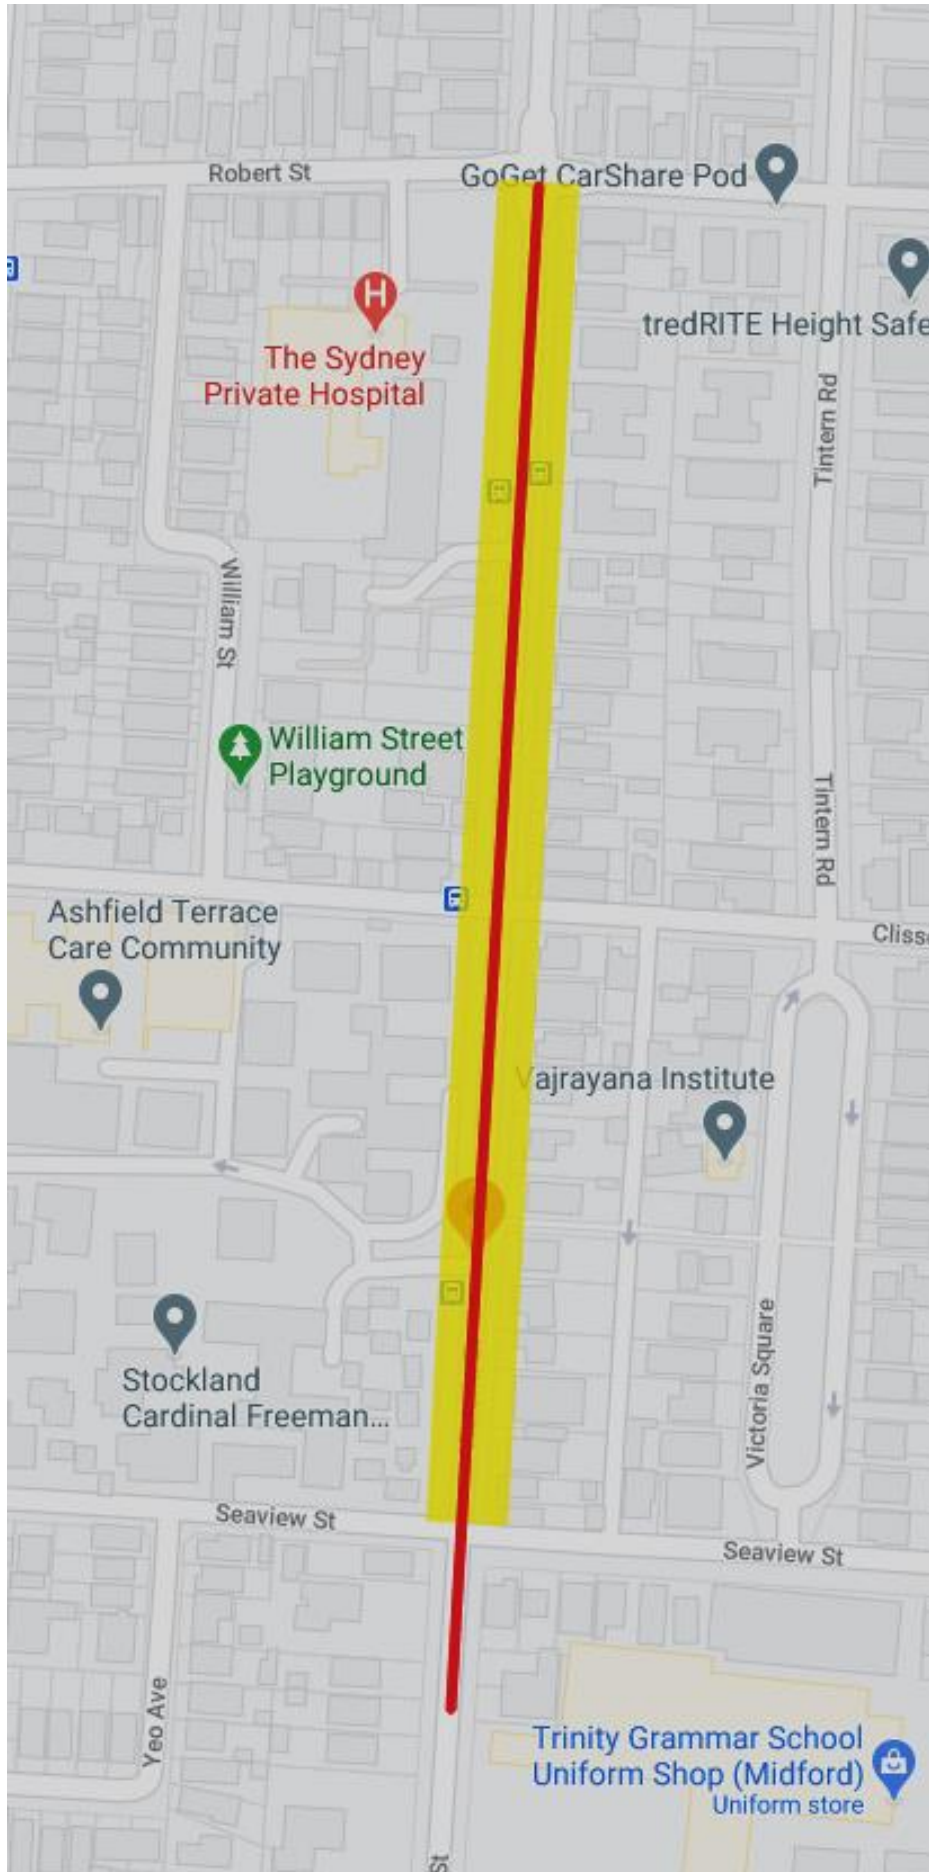 Robert St
GoGet CarShare Pod
H
tredRITE Height Safe
The Sydney
Private Hospital
Tintern Rd
William St
William Street
Playground
Tintern Rd
Ashfield Terrace
Care Community
Cliss
Vajrayana Institute
Victoria Square
Stockland
Cardinal Freeman...
Seaview St
Seaview St
Yeo Ave
Trinity Grammar School
Uniform Shop (Midford)
Uniform store
St